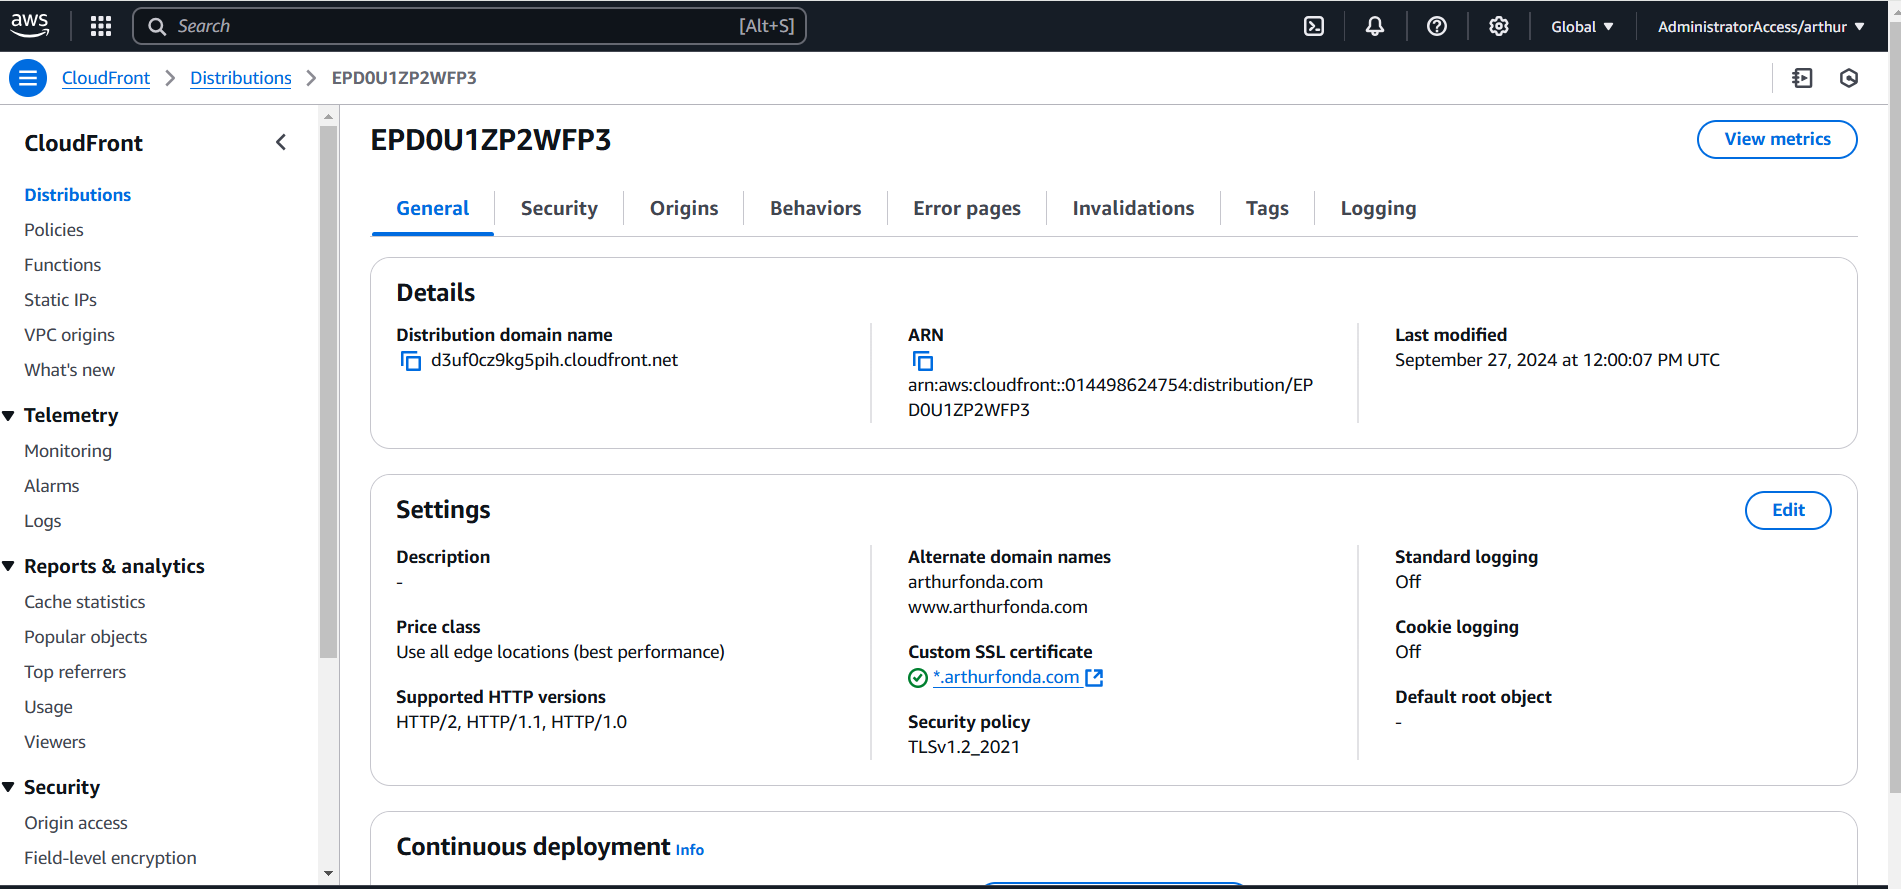 aws
Search [Alt+S]
Global
AdministratorAccess/arthur
CloudFront
Distributions
EPD0U1ZP2WFP3
CloudFront
Distributions
Policies
Functions
Static IPs
VPC origins
What's new
Telemetry
Monitoring
Alarms
Logs
Reports & analytics
Cache statistics
Popular objects
Top referrers
Usage
Viewers
Security
Origin access
Field-level encryption
EPD0U1ZP2WFP3
View metrics
General
Security
Origins
Behaviors
Error pages
Invalidations
Tags
Logging
Details
Distribution domain name
d3uf0cz9kg5pih.cloudfront.net
ARN
arn:aws:cloudfront::014498624754:distribution/EP
D0U1ZP2WFP3
Last modified
September 27, 2024 at 12:00:07 PM UTC
Settings
Edit
Description
-
Price class
Use all edge locations (best performance)
Supported HTTP versions
HTTP/2, HTTP/1.1, HTTP/1.0
Alternate domain names
arthurfonda.com
www.arthurfonda.com
Custom SSL certificate
*.arthurfonda.com
Security policy
TLSv1.2_2021
Standard logging
Off
Cookie logging
Off
Default root object
-
Continuous deployment Info